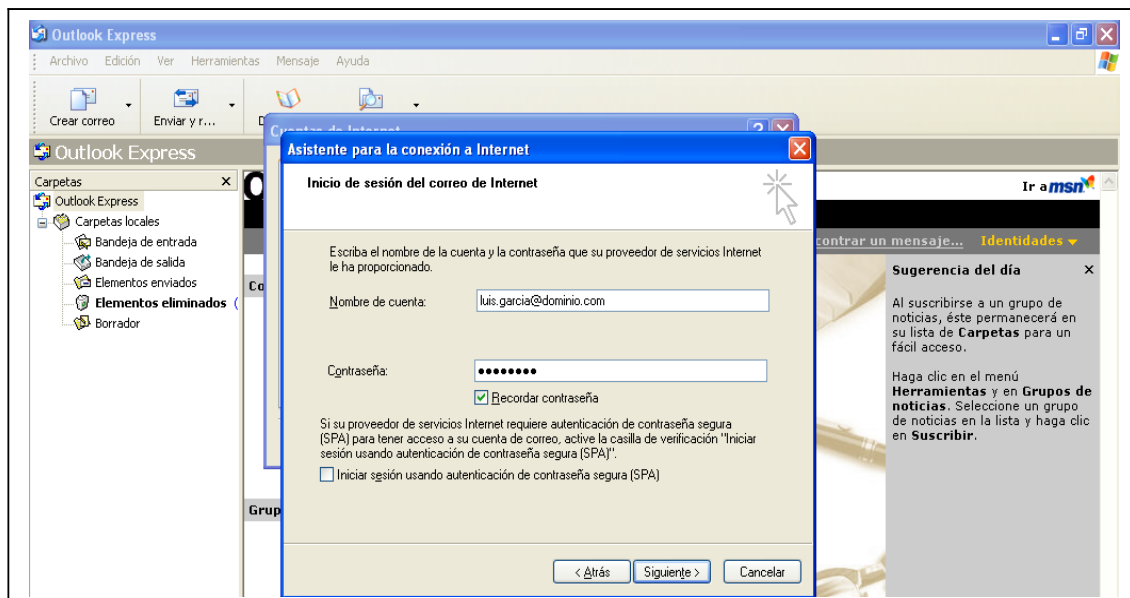 Outlook Express
Archivo Edición Ver Herramientas Mensaje Ayuda
Crear correo Enviar y r...
Cuentas de Internet
Outlook Express
Asistente para la conexión a Internet
Carpetas
Inicio de sesión del correo de Internet
Ir a msn
Outlook Express
Carpetas locales
Bandeja de entrada
Bandeja de salida
Elementos enviados
Elementos eliminados (
Borrador
contrar un mensaje... Identidades
Escriba el nombre de la cuenta y la contraseña que su proveedor de servicios Internet
le ha proporcionado.
Nombre de cuenta: luis.garcia@dominio.com
Contraseña: ●●●●●●●●
Recordar contraseña
Si su proveedor de servicios Internet requiere autenticación de contraseña segura
(SPA) para tener acceso a su cuenta de correo, active la casilla de verificación "Iniciar
sesión usando autenticación de contraseña segura (SPA)".
Iniciar sesión usando autenticación de contraseña segura (SPA)
< Atrás Siguiente > Cancelar
Co
Grup
Sugerencia del día
Al suscribirse a un grupo de
noticias, éste permanecerá en
su lista de Carpetas para un
fácil acceso.
Haga clic en el menú
Herramientas y en Grupos de
noticias. Seleccione un grupo
de noticias en la lista y haga clic
en Suscribir.